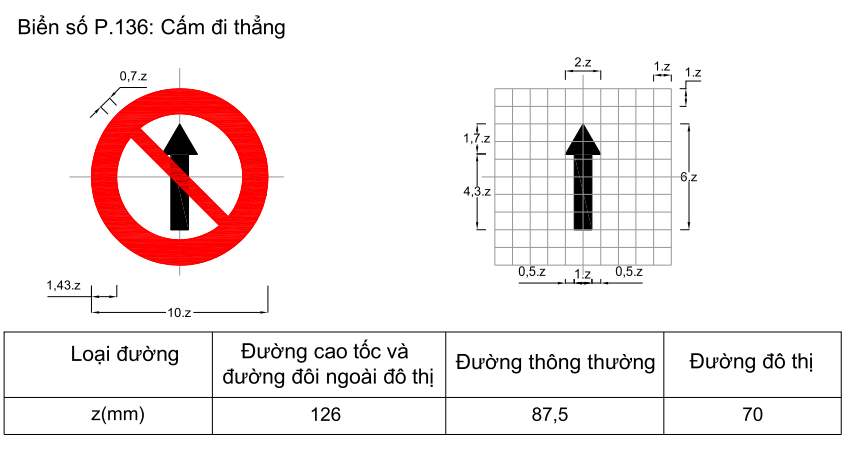 Biển số P.136: Cấm đi thẳng
0,7.z
1,43.z
10.z
2.z
1.z
1.z
1,7.z
4,3.z
6.z
0,5.z
1.z
0,5.z
Loại đường
Đường cao tốc và
đường đôi ngoài đô thị
Đường thông thường
Đường đô thị
z(mm)
126
87,5
70